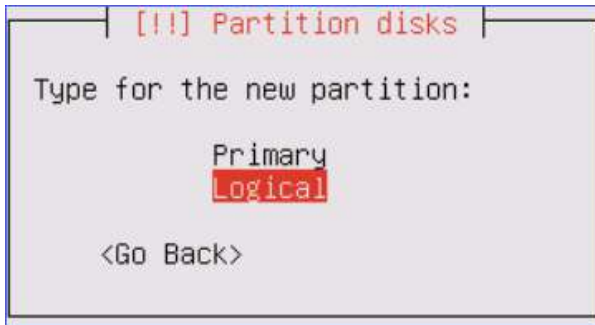 [!!] Partition disks
Type for the new partition:
Primary
Logical
<Go Back>